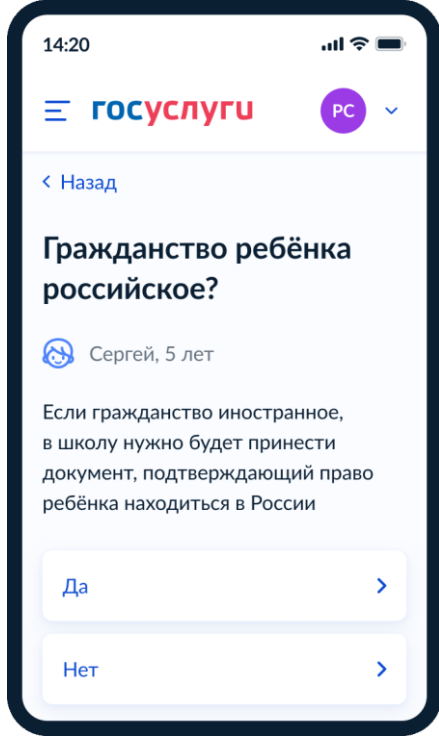 14:20
госуслуги
РС
Назад
Гражданство ребёнка
российское?
Сергей, 5 лет
Если гражданство иностранное,
в школу нужно будет принести
документ, подтверждающий право
ребёнка находиться в России
Да
Нет